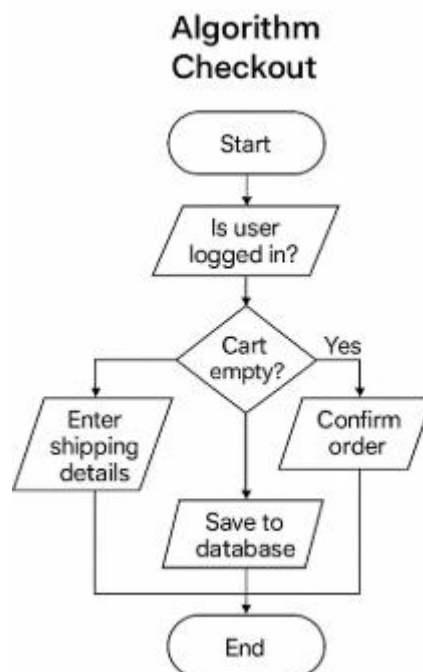 Algorithm
Checkout
Start
Is user
logged in?
Cart
empty?
Yes
Enter
shipping
details
Confirm
order
Save to
database
End